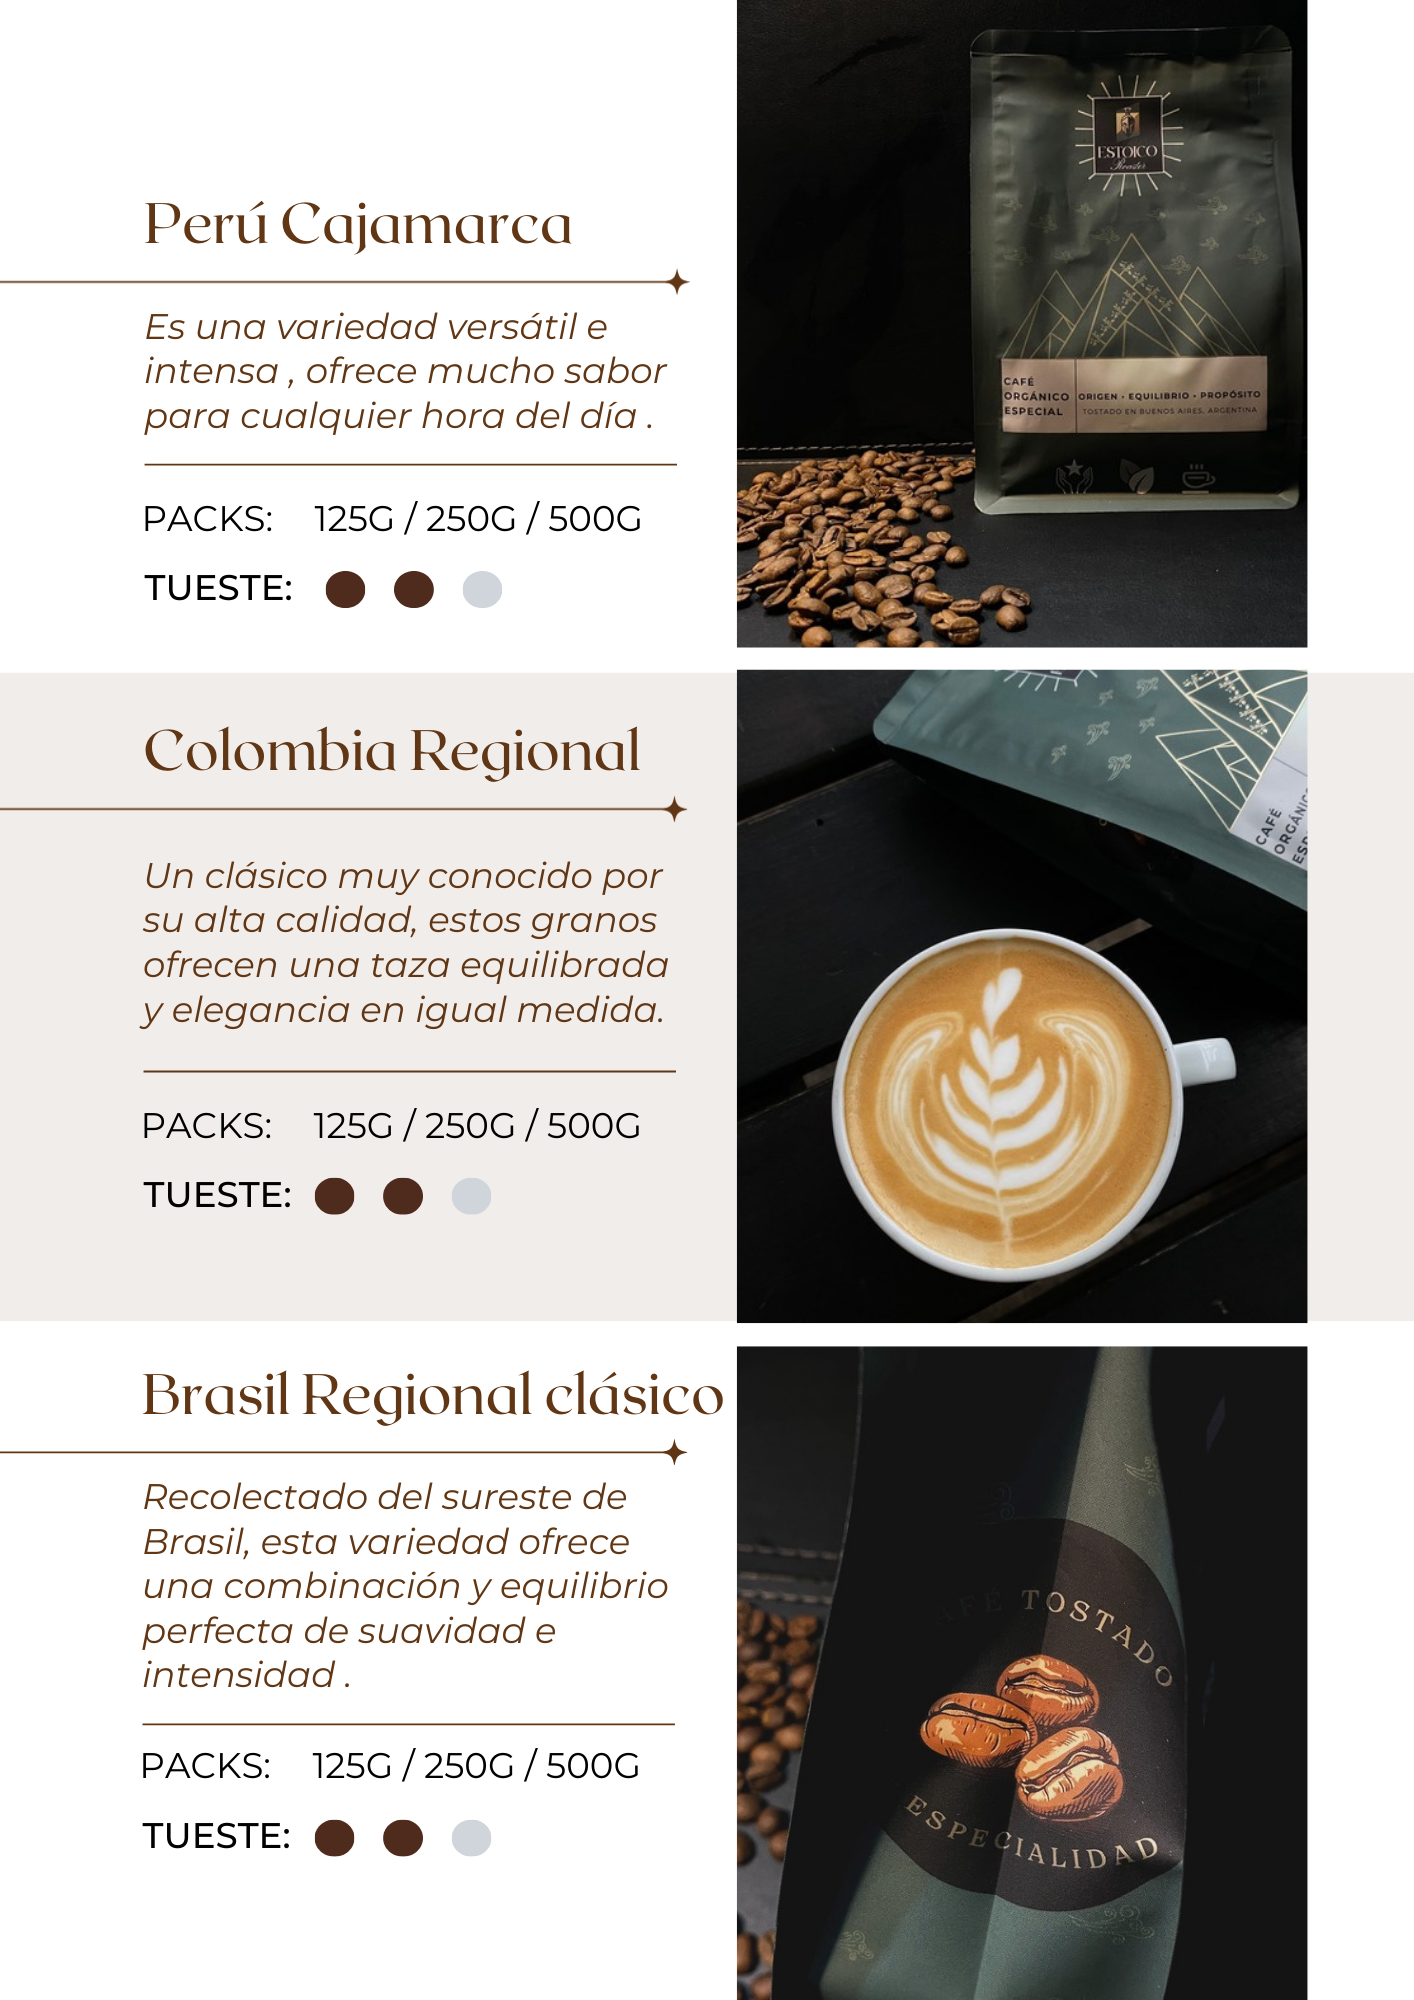 Perú Cajamarca
Es una variedad versátil e
intensa , ofrece mucho sabor
para cualquier hora del día .
PACKS: 125G / 250G / 500G
TUESTE:
ESTOICO
Roaster
CAFÉ
ORGÁNICO
ESPECIAL
ORIGEN • EQUILIBRIO • PROPÓSITO
TOSTADO EN BUENOS AIRES, ARGENTINA
Colombia Regional
Un clásico muy conocido por
su alta calidad, estos granos
ofrecen una taza equilibrada
y elegancia en igual medida.
PACKS: 125G / 250G / 500G
TUESTE:
CAFÉ
ORGÁNIC
ESP
Brasil Regional clásico
Recolectado del sureste de
Brasil, esta variedad ofrece
una combinación y equilibrio
perfecta de suavidad e
intensidad .
PACKS: 125G / 250G / 500G
TUESTE:
AFÉ TOSTADO
ESPECIALIDAD